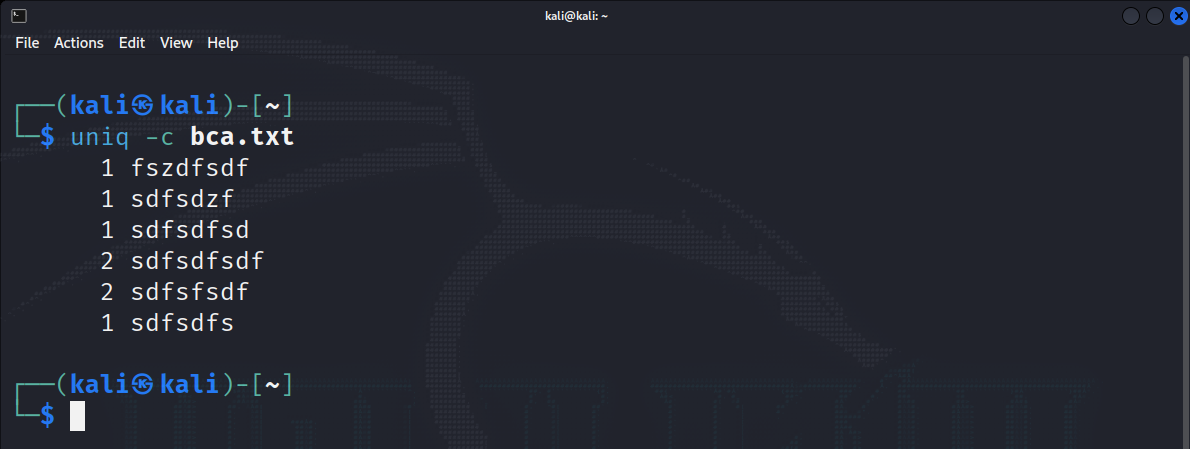 kali@kali: ~
File Actions Edit View Help
┌──(kali㉿kali)-[~]
└─$ uniq -c bca.txt
1 fszdfsdf
1 sdfsdzf
1 sdfsdfsd
2 sdfsdfsdf
2 sdfsfsdf
1 sdfsdfs
┌──(kali㉿kali)-[~]
└─$